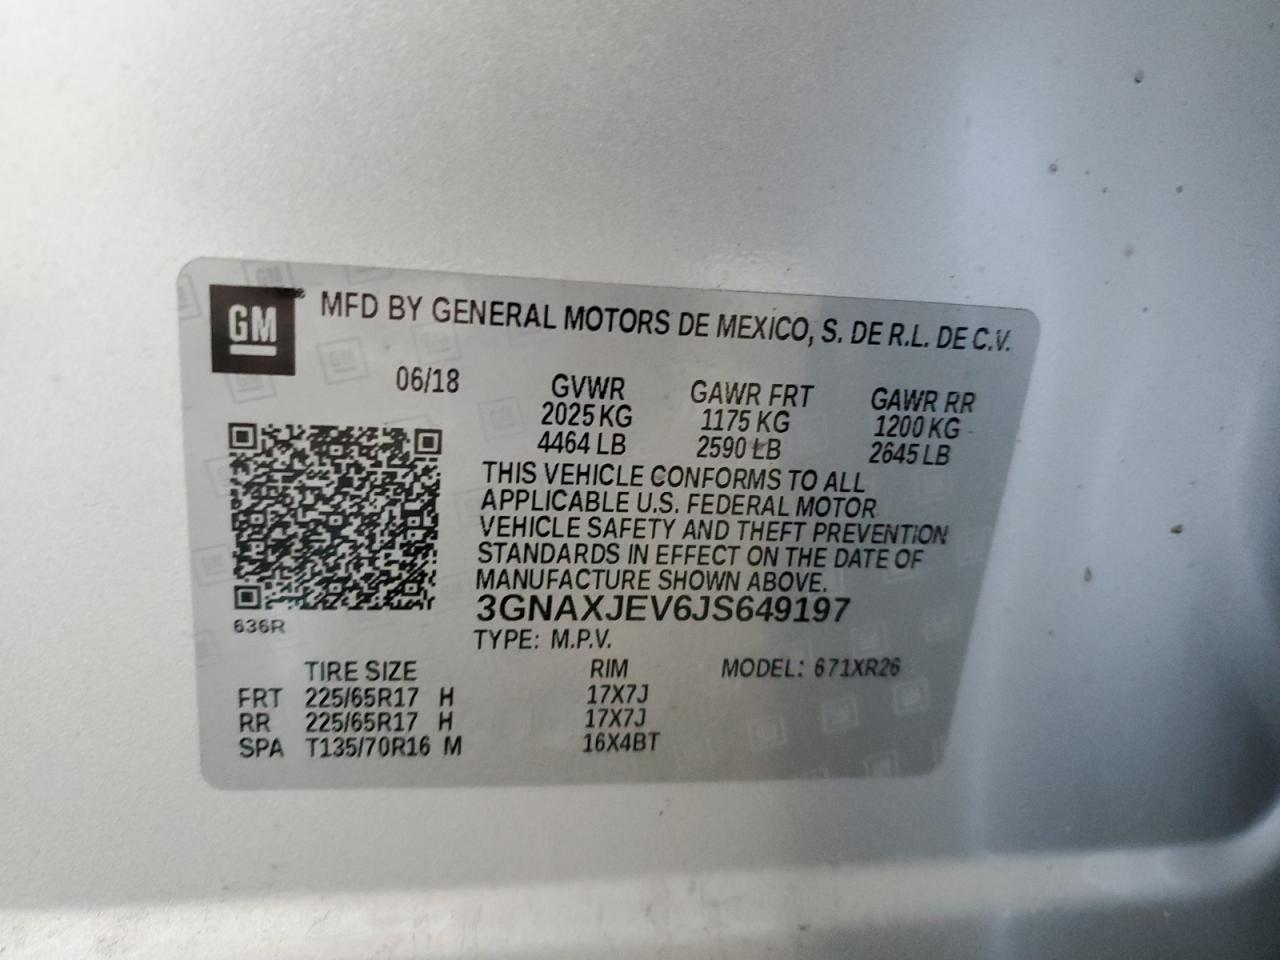 GM
MFD BY GENERAL MOTORS DE MEXICO, S. DE R.L. DE C.V.
06/18 GVWR GAWR FRT GAWR RR
2025 KG 1175 KG 1200 KG
4464 LB 2590 LB 2645 LB
THIS VEHICLE CONFORMS TO ALL
APPLICABLE U.S. FEDERAL MOTOR
VEHICLE SAFETY AND THEFT PREVENTION
STANDARDS IN EFFECT ON THE DATE OF
MANUFACTURE SHOWN ABOVE.
3GNAXJEV6JS649197
636R
TYPE: M.P.V.
TIRE SIZE RIM MODEL: 671XR26
FRT 225/65R17 H 17X7J
RR 225/65R17 H 17X7J
SPA T135/70R16 M 16X4BT